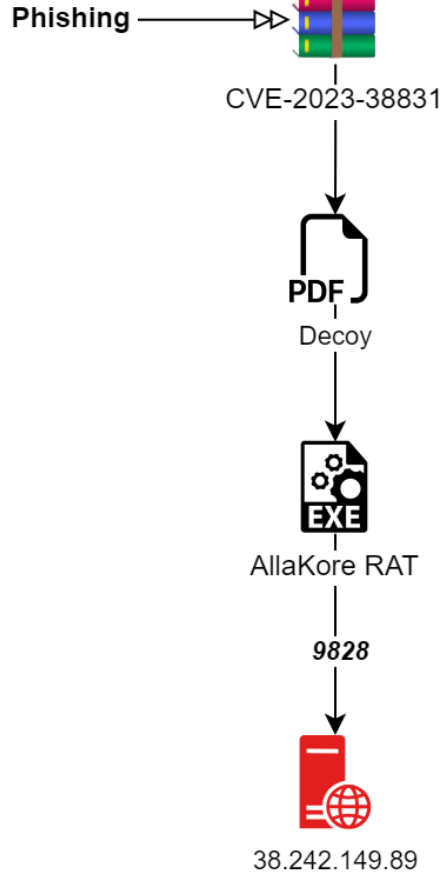 Phishing
CVE-2023-38831
PDF
Decoy
EXE
AllaKore RAT
9828
38.242.149.89